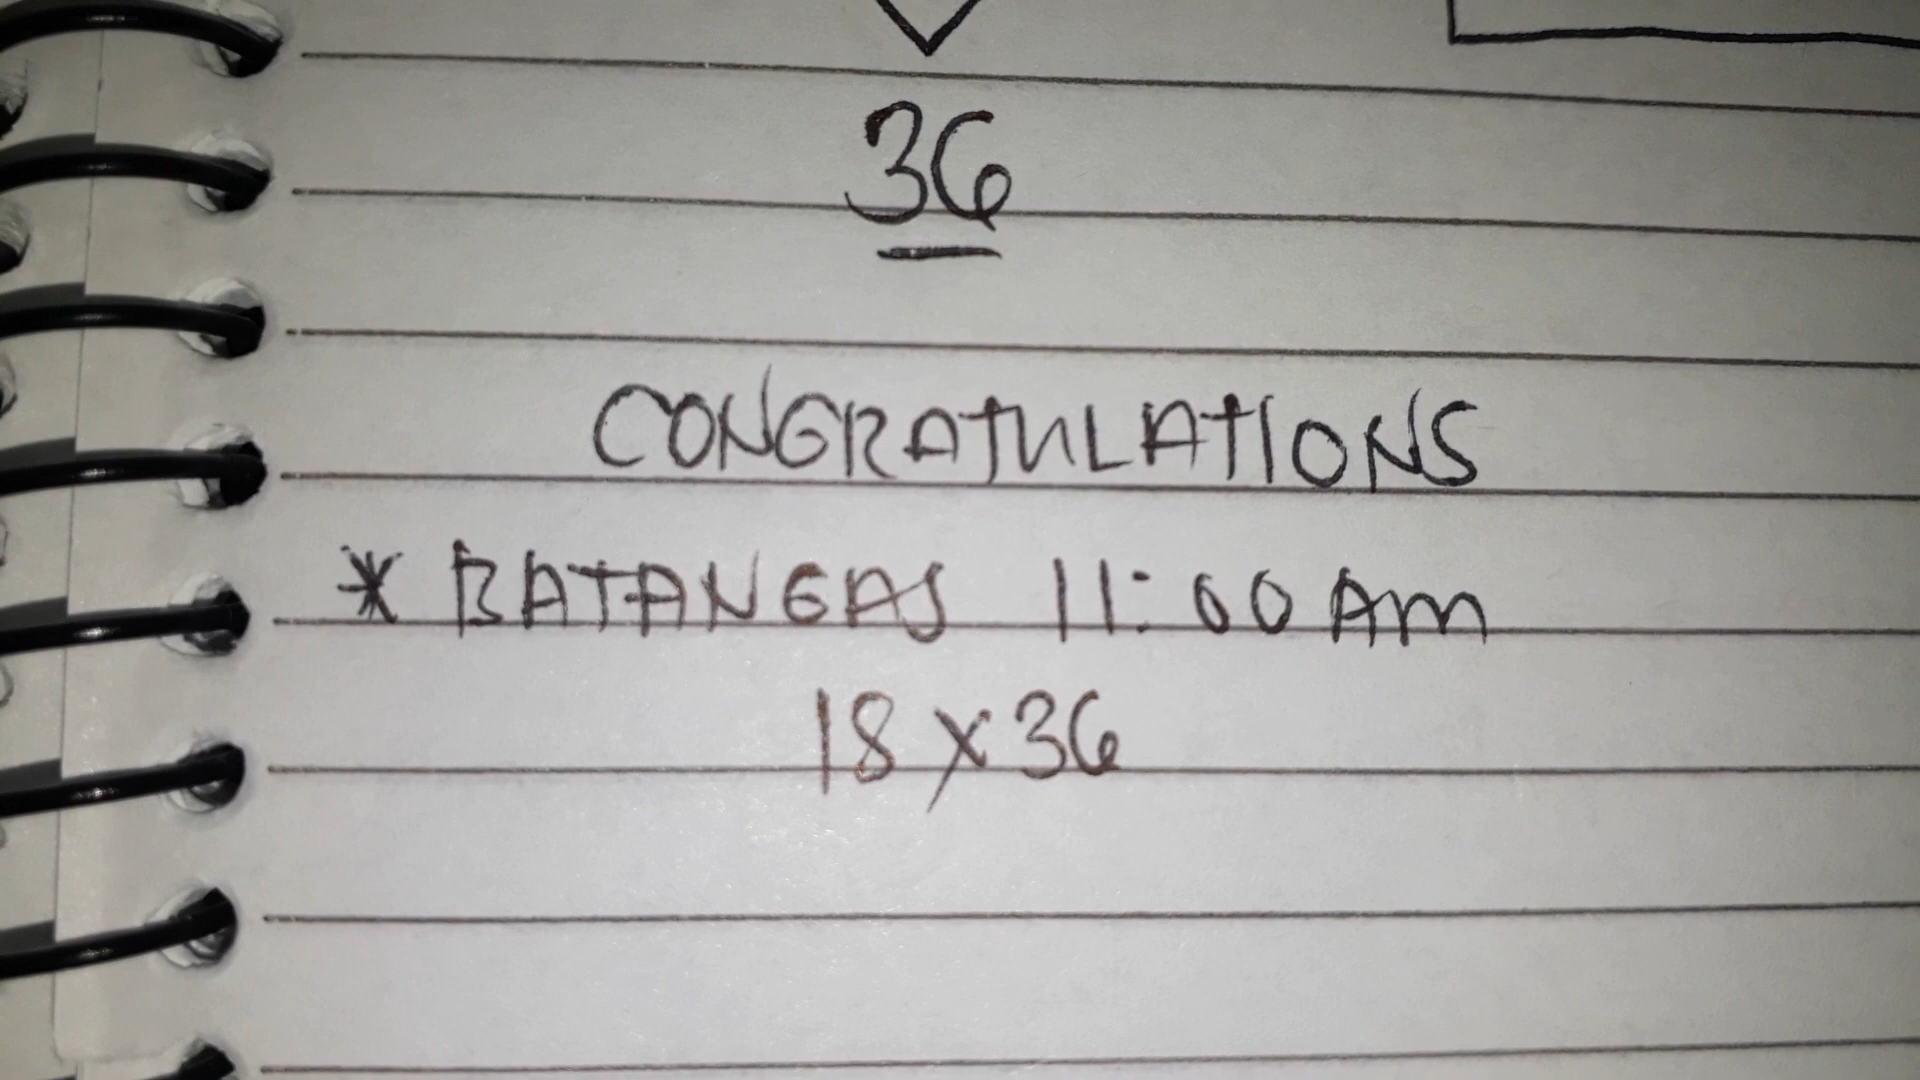 36
CONGRATULATIONS
* BATANGAS 11:00 Am
18 x 36